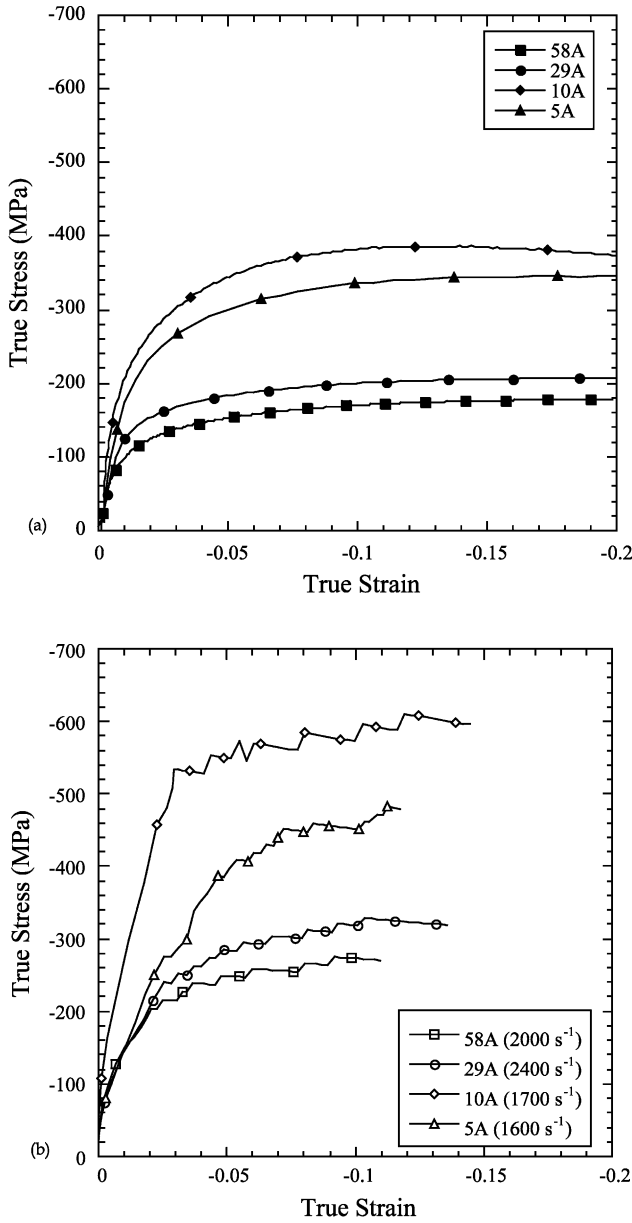 -700
-600
-500
-400
-300
-200
-100
0
True Stress (MPa)
58A
29A
10A
5A
(a)
0 -0.05 -0.1 -0.15 -0.2
True Strain
-700
-600
-500
-400
-300
-200
-100
0
True Stress (MPa)
58A (2000 s⁻¹)
29A (2400 s⁻¹)
10A (1700 s⁻¹)
5A (1600 s⁻¹)
(b)
0 -0.05 -0.1 -0.15 -0.2
True Strain